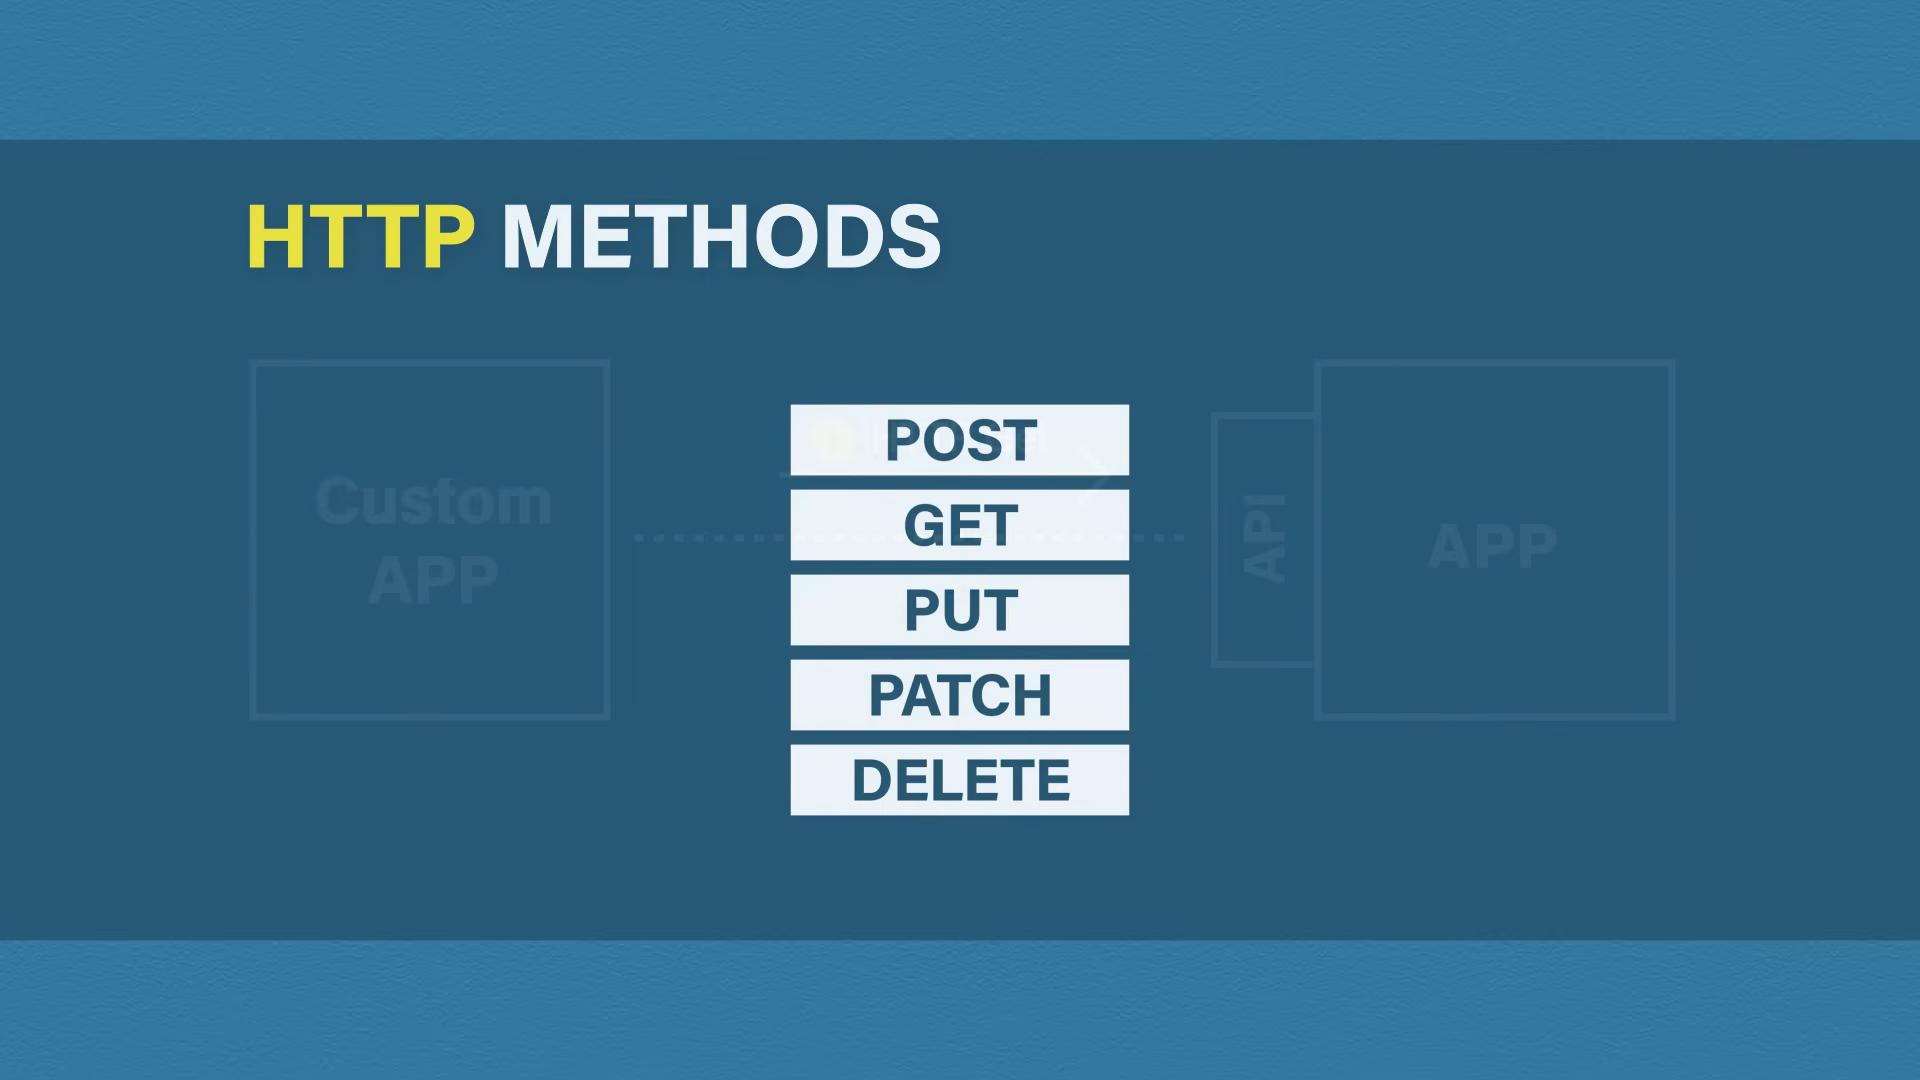 HTTP METHODS
Custom
APP
POST
GET
PUT
PATCH
DELETE
API
APP